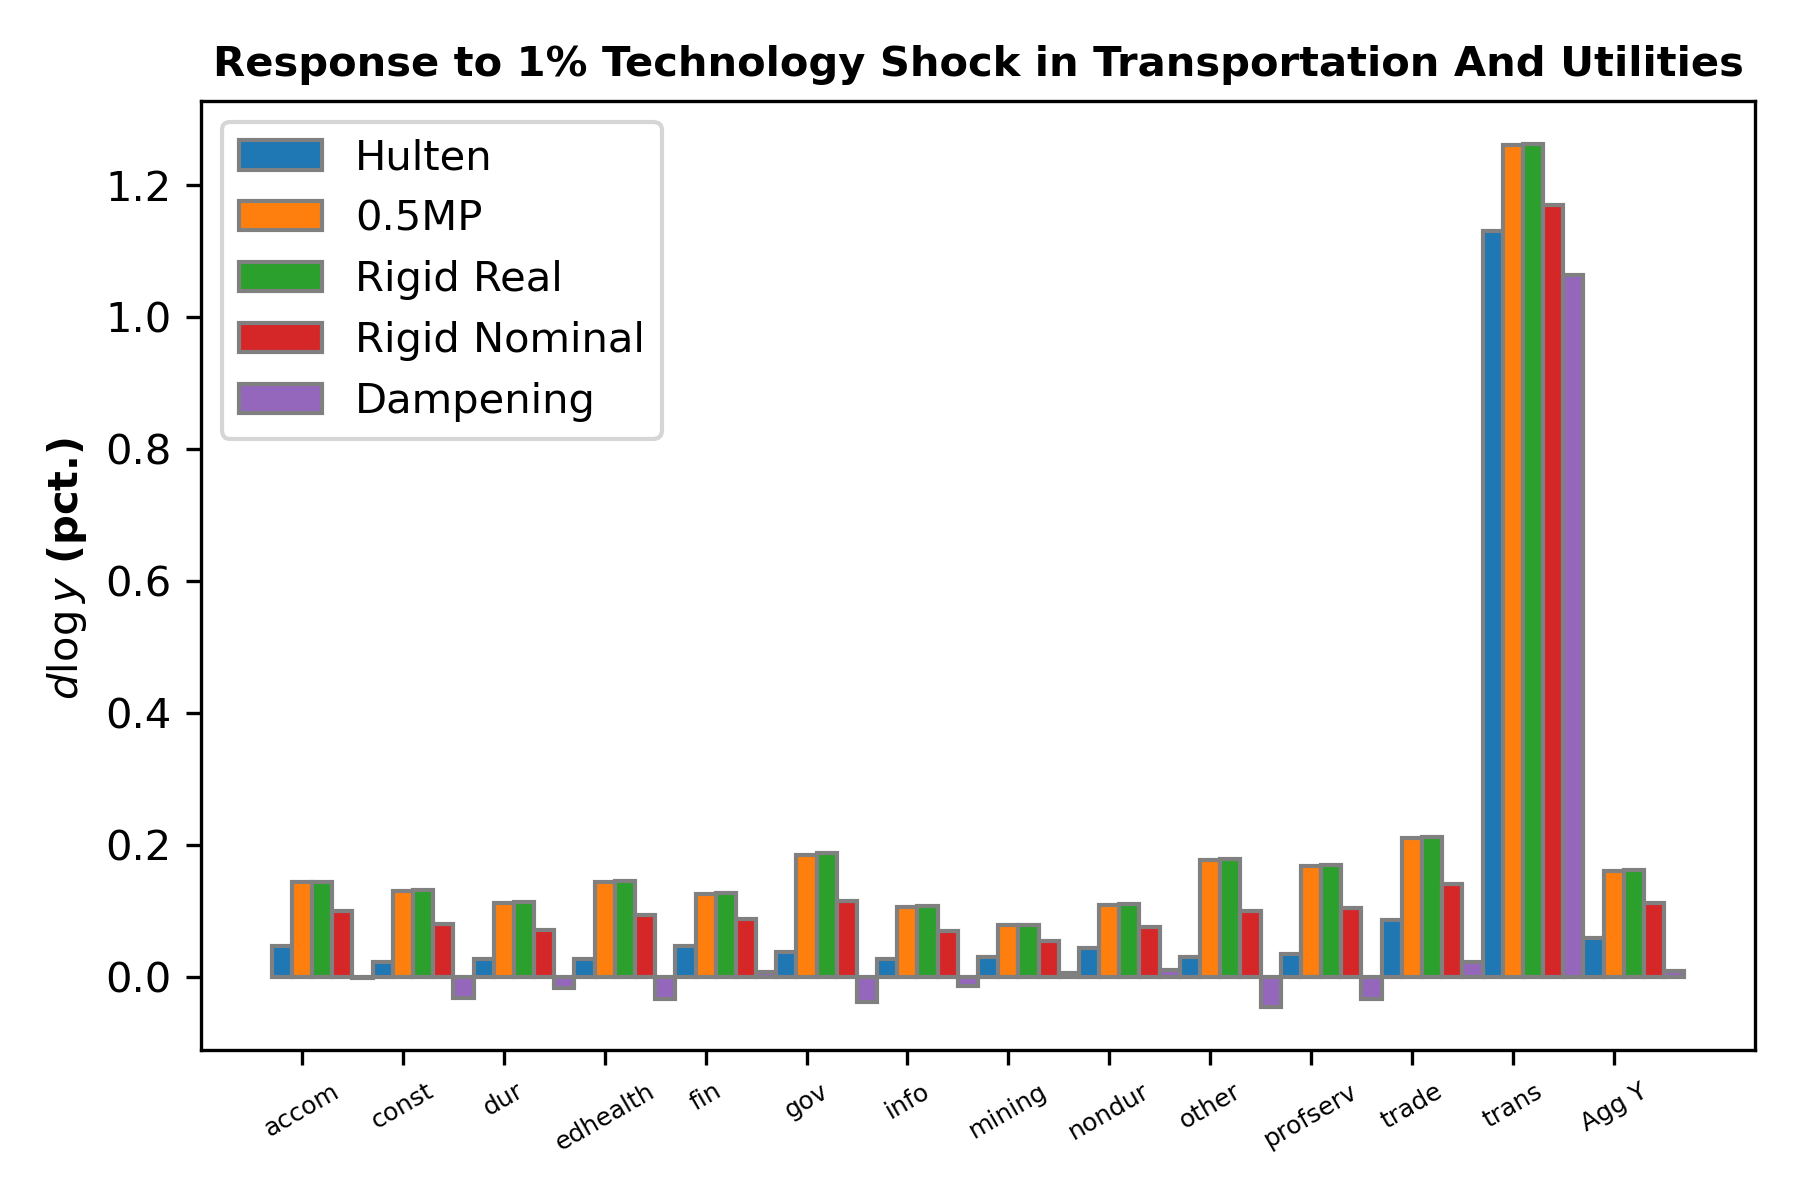 Response to 1% Technology Shock in Transportation And Utilities
Hulten
0.5MP
Rigid Real
Rigid Nominal
Dampening
dlog y (pct.)
1.2
1.0
0.8
0.6
0.4
0.2
0.0
accom
const
dur
edhealth
fin
gov
info
mining
nondur
other
profserv
trade
trans
Agg Y